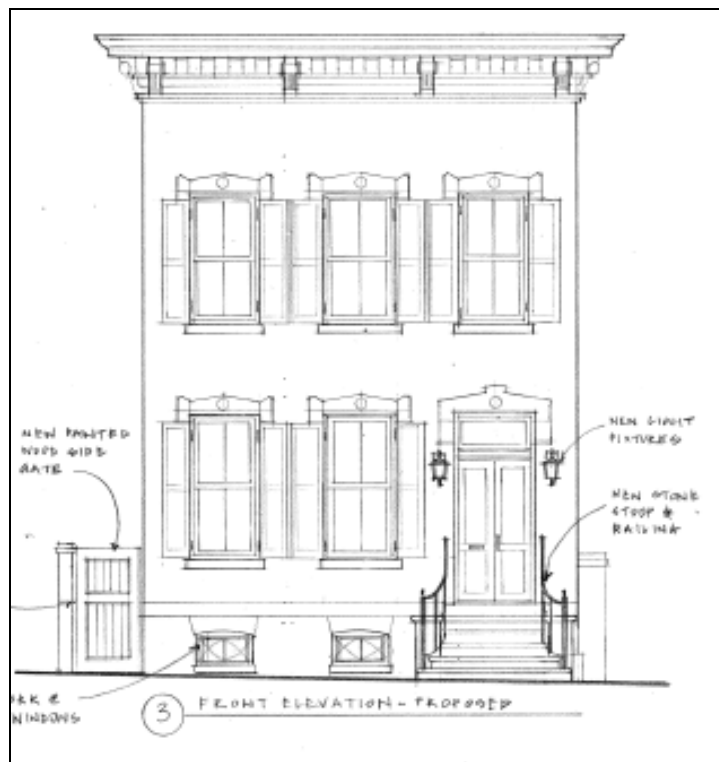 NEW PAINTED
WOOD SIDE
GATE
NEW LIGHT
FIXTURES
NEW STONE
STOOP &
RAILING
&
WINDOWS
3 FRONT ELEVATION - PROPOSED